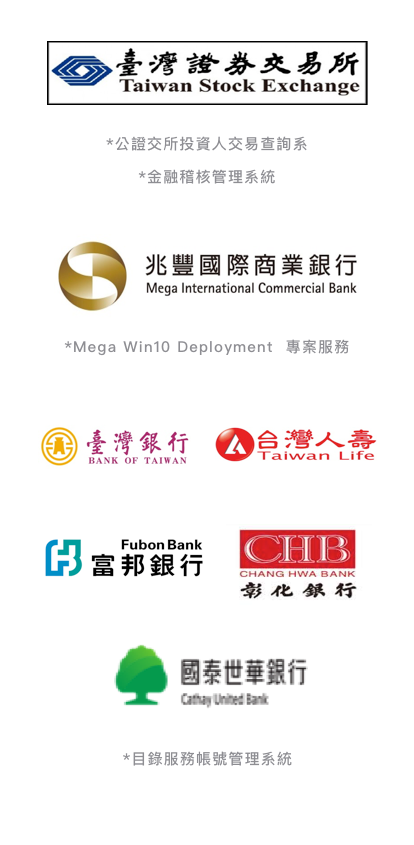 臺灣證券交易所
Taiwan Stock Exchange
*公證交所投資人交易查詢系
*金融稽核管理系統
兆豐國際商業銀行
Mega International Commercial Bank
*Mega Win10 Deployment 專案服務
臺灣銀行
BANK OF TAIWAN
台灣人壽
Taiwan Life
Fubon Bank
富邦銀行
CHB
CHANG HWA BANK
彰化銀行
國泰世華銀行
Cathay United Bank
*目錄服務帳號管理系統